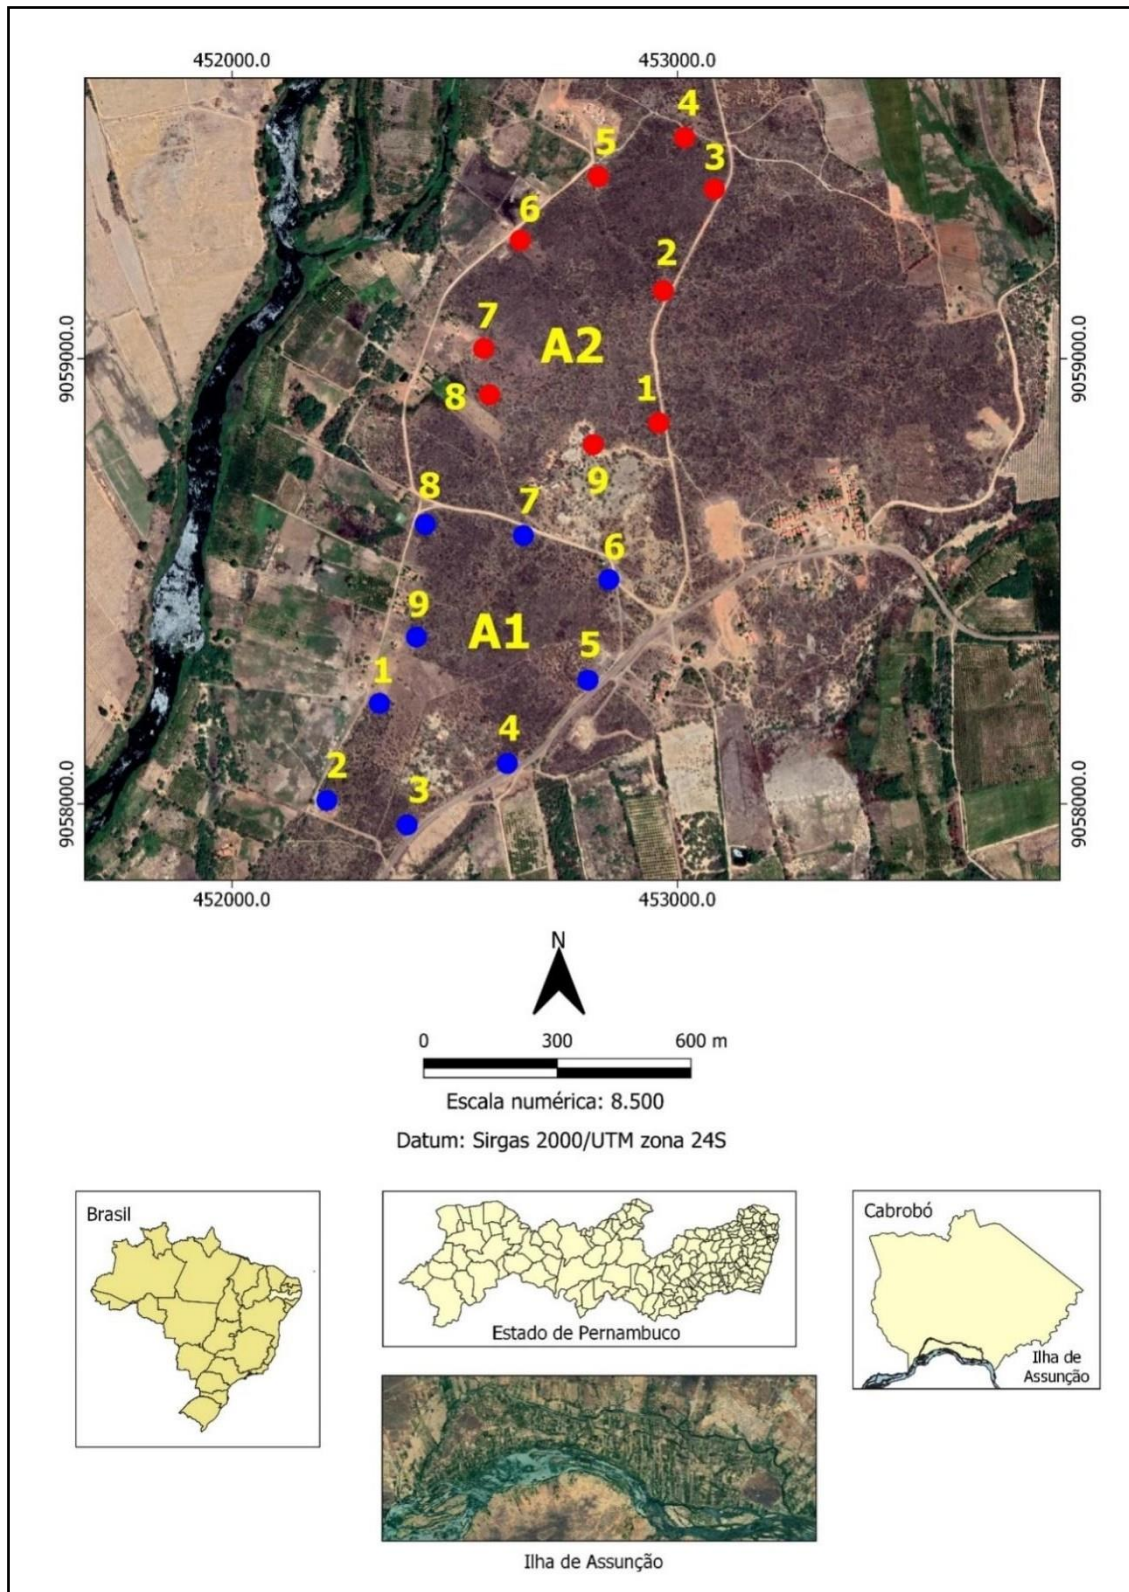 452000.0
453000.0
4
5
3
6
2
7
A2
9059000.0
9059000.0
8
1
9
8
7
6
9
A1
5
1
4
2
3
9058000.0
9058000.0
452000.0
453000.0
N
0 300 600 m
Escala numérica: 8.500
Datum: Sirgas 2000/UTM zona 24S
Brasil
Estado de Pernambuco
Cabrobó
Ilha de
Assunção
Ilha de Assunção